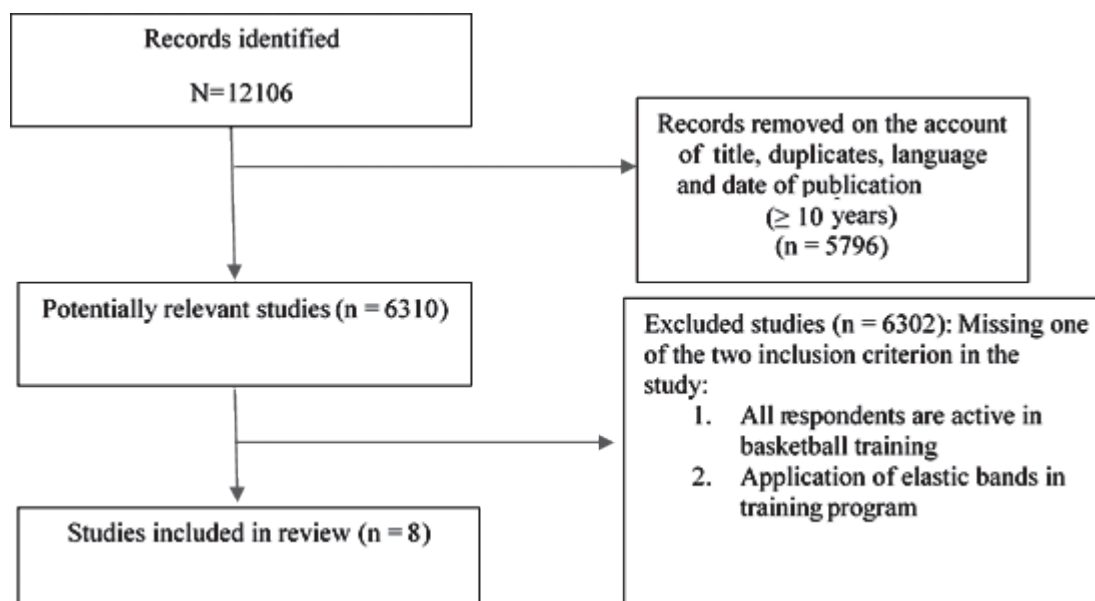 Records identified
N=12106
Records removed on the account
of title, duplicates, language
and date of publication
(≥ 10 years)
(n = 5796)
Potentially relevant studies (n = 6310)
Excluded studies (n = 6302): Missing one
of the two inclusion criterion in the
study:
1. All respondents are active in
basketball training
2. Application of elastic bands in
training program
Studies included in review (n = 8)